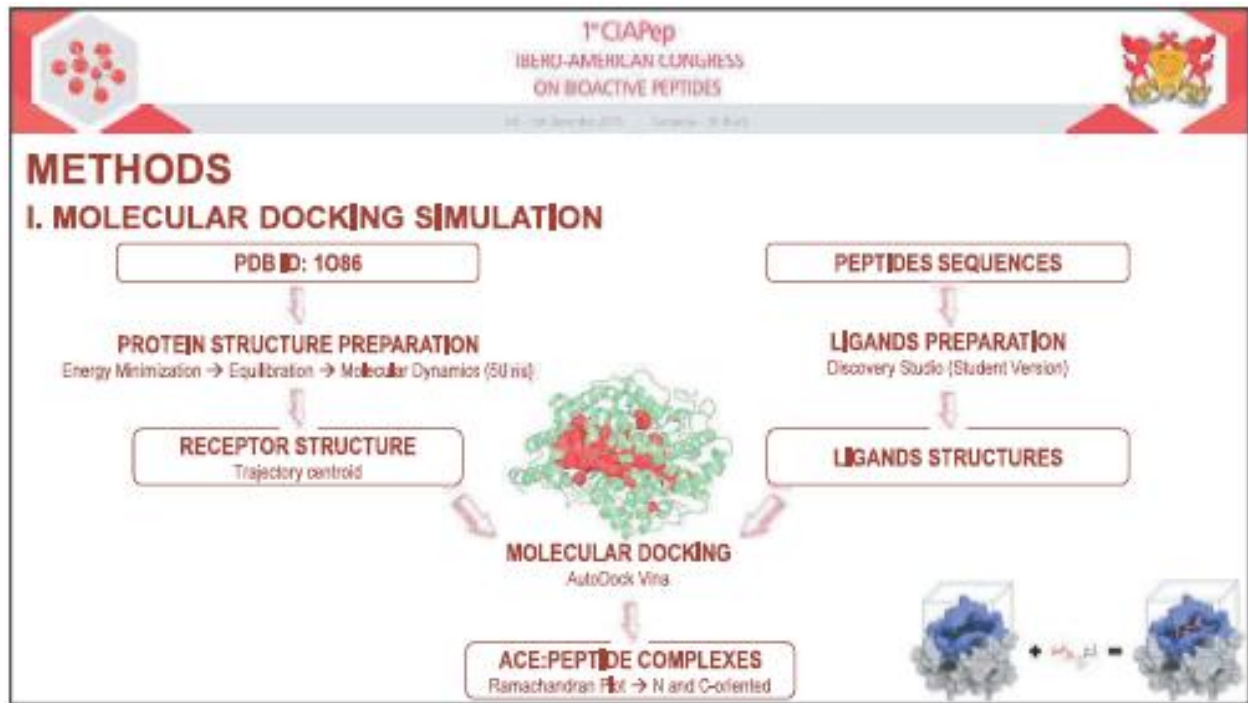 1st CIAPep
IBERO-AMERICAN CONGRESS
ON BIOACTIVE PEPTIDES
METHODS
I. MOLECULAR DOCKING SIMULATION
PDB ID: 1O86
PROTEIN STRUCTURE PREPARATION
Energy Minimization → Equilibration → Molecular Dynamics
RECEPTOR STRUCTURE
Trajectory centroid
PEPTIDES SEQUENCES
LIGANDS PREPARATION
Discovery Studio (Student Version)
LIGANDS STRUCTURES
MOLECULAR DOCKING
AutoDock Vina
ACE:PEPTIDE COMPLEXES
Ramachandran Plot → N and C-oriented
+ =